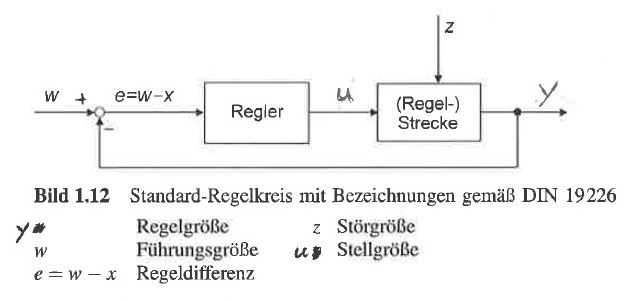 z
w + e=w–x Regler u (Regel-) y
Strecke
–
Bild 1.12 Standard-Regelkreis mit Bezeichnungen gemäß DIN 19226
y Regelgröße z Störgröße
w Führungsgröße u Stellgröße
e = w − x Regeldifferenz